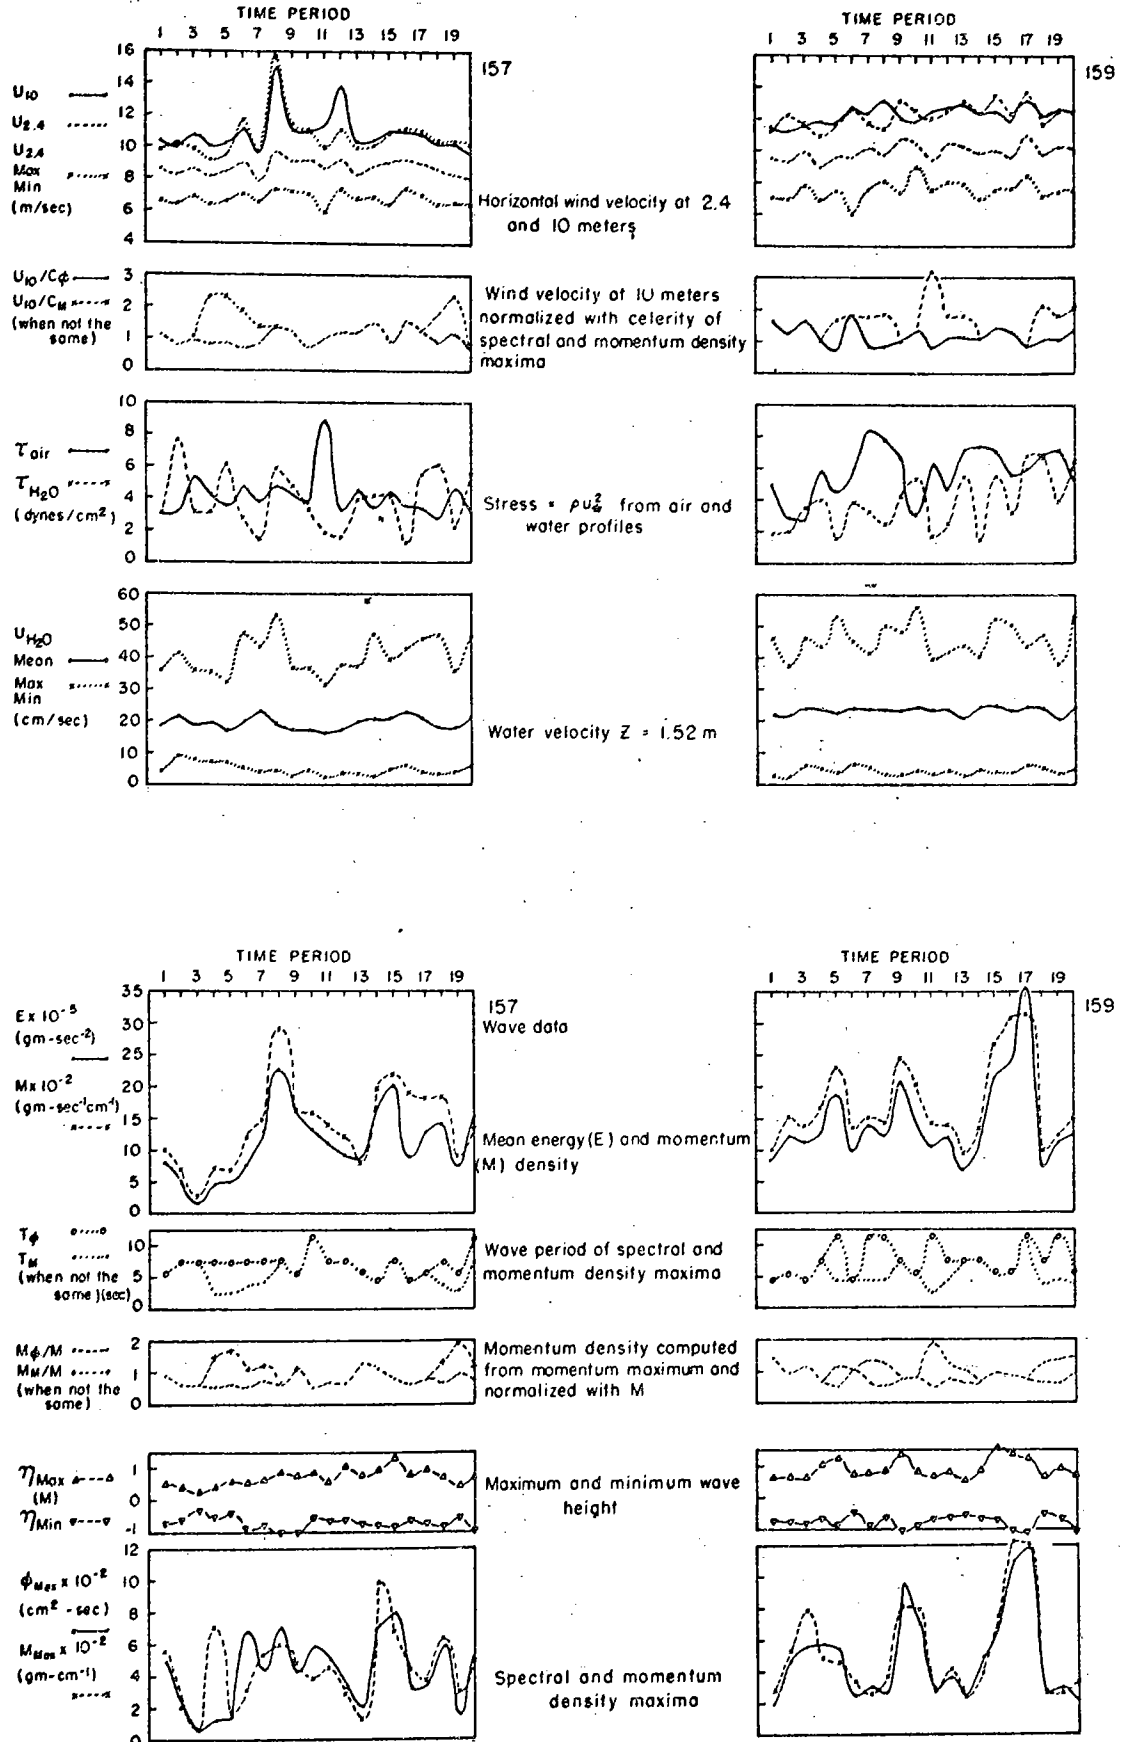 TIME PERIOD
1 3 5 7 9 11 13 15 17 19
16
14
12
10
8
6
4
U10
U2.4
U2.4
Max
Min
(m/sec)
157
Horizontal wind velocity at 2.4
and 10 meters
TIME PERIOD
1 3 5 7 9 11 13 15 17 19
159
U10/Cϕ
U10/CM
(when not the
same)
3
2
1
0
Wind velocity at 10 meters
normalized with celerity of
spectral and momentum density
maxima
τair
τH2O
(dynes/cm²)
10
8
6
4
2
0
Stress = ρu²* from air and
water profiles
UH2O
Mean
Max
Min
(cm/sec)
60
50
40
30
20
10
0
Water velocity Z = 1.52 m
TIME PERIOD
1 3 5 7 9 11 13 15 17 19
E x 10⁻⁵
(gm-sec⁻²)
M x 10⁻²
(gm-sec⁻¹cm⁻¹)
35
30
25
20
15
10
5
0
157
Wave data
Mean energy (E) and momentum
(M) density
TIME PERIOD
1 3 5 7 9 11 13 15 17 19
159
Tϕ
TM
(when not the
same)(sec)
10
5
0
Wave period of spectral and
momentum density maxima
Mϕ/M
MM/M
(when not the
same)
2
1
0
Momentum density computed
from momentum maximum and
normalized with M
ηMax
(M)
ηMin
1
0
-1
Maximum and minimum wave
height
ϕMax x 10⁻²
(cm²-sec)
MMax x 10⁻²
(gm-cm⁻¹)
12
10
8
6
4
2
0
Spectral and momentum
density maxima